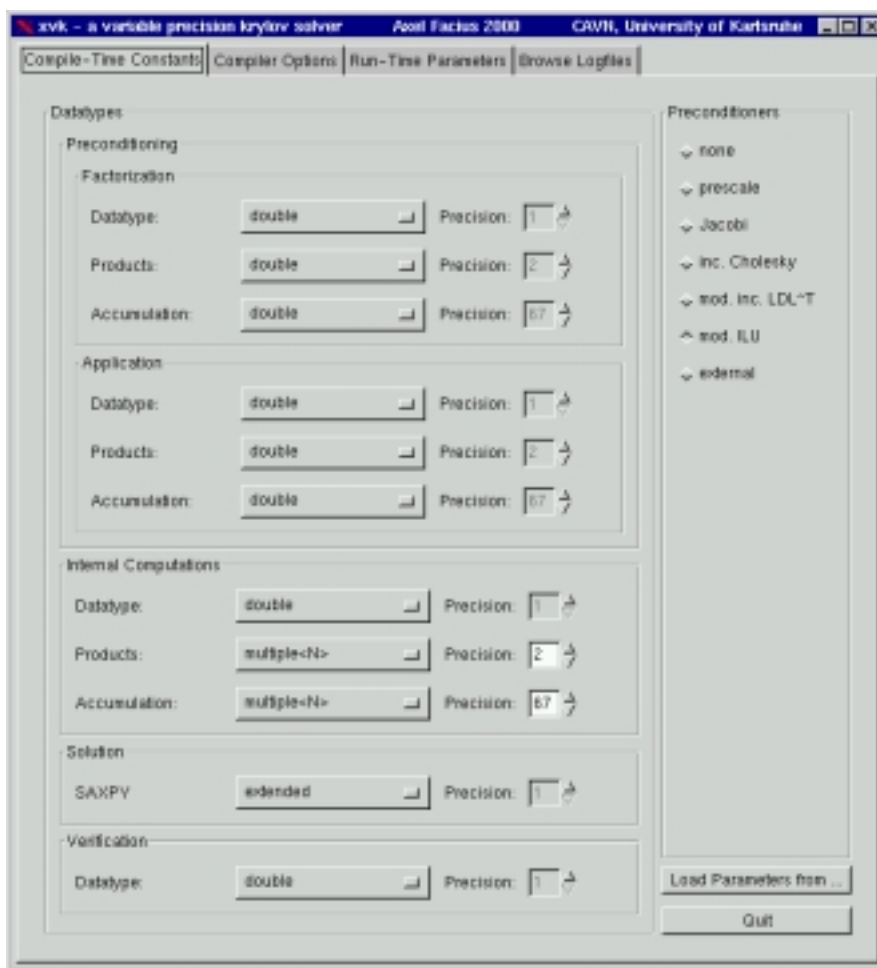 xvk - a variable precision krylov solver Axel Facius 2000 CAVN, University of Karlsruhe
Compile-Time Constants Compiler Options Run-Time Parameters Browse Logfiles
Datatypes
Preconditioning
Factorization
Datatype: double Precision: 1
Products: double Precision: 2
Accumulation: double Precision: 67
Application
Datatype: double Precision: 1
Products: double Precision: 2
Accumulation: double Precision: 67
Internal Computations
Datatype: double Precision: 1
Products: multiple<N> Precision: 2
Accumulation: multiple<N> Precision: 67
Solution
SAXPY extended Precision: 1
Verification
Datatype: double Precision: 1
Preconditioners
none
prescale
Jacobi
inc. Cholesky
mod. inc. LDL^T
mod. ILU
external
Load Parameters from ...
Quit